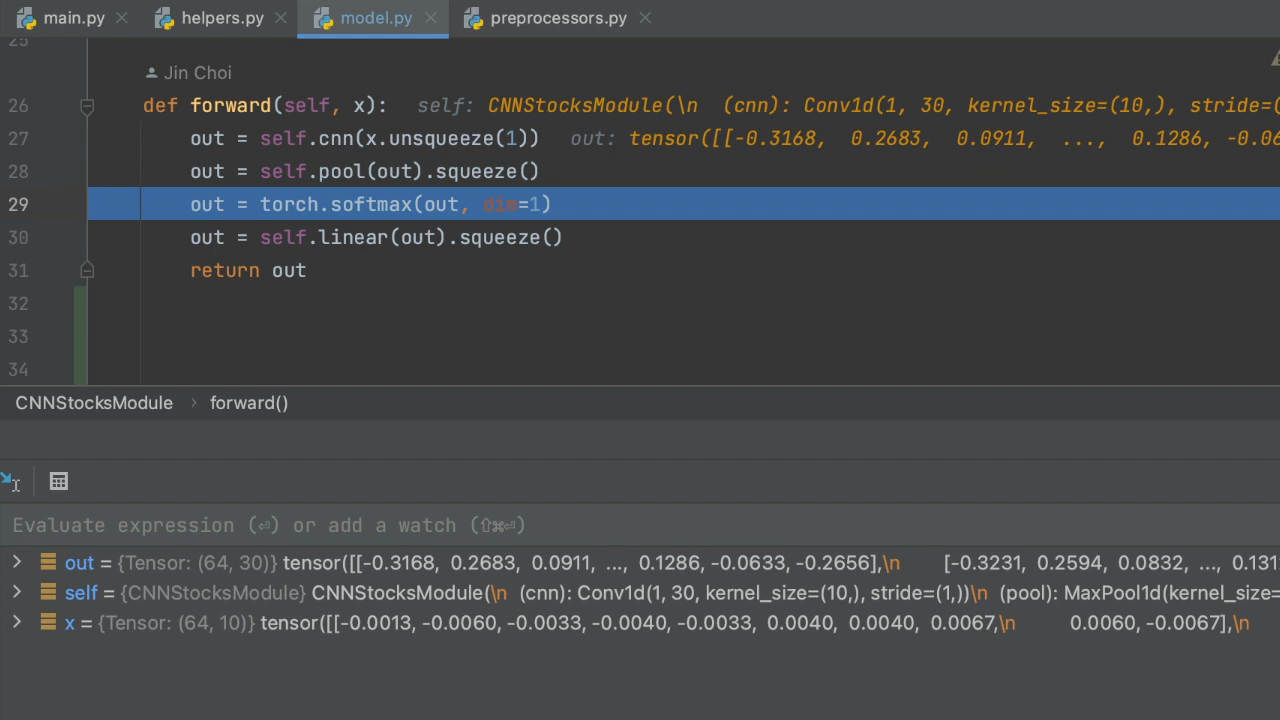 main.py helpers.py model.py preprocessors.py
25
Jin Choi
26 def forward(self, x): self: CNNStocksModule(\n (cnn): Conv1d(1, 30, kernel_size=(10,), stride=(
27 out = self.cnn(x.unsqueeze(1)) out: tensor([[-0.3168, 0.2683, 0.0911, ..., 0.1286, -0.06
28 out = self.pool(out).squeeze()
29 out = torch.softmax(out, dim=1)
30 out = self.linear(out).squeeze()
31 return out
32
33
34
CNNStocksModule > forward()
Evaluate expression (⏎) or add a watch (⇧⌘⏎)
out = {Tensor: (64, 30)} tensor([[-0.3168, 0.2683, 0.0911, ..., 0.1286, -0.0633, -0.2656],\n [-0.3231, 0.2594, 0.0832, ..., 0.131
self = {CNNStocksModule} CNNStocksModule(\n (cnn): Conv1d(1, 30, kernel_size=(10,), stride=(1,))\n (pool): MaxPool1d(kernel_size=
x = {Tensor: (64, 10)} tensor([[-0.0013, -0.0060, -0.0033, -0.0040, -0.0033, 0.0040, 0.0040, 0.0067,\n 0.0060, -0.0067],\n